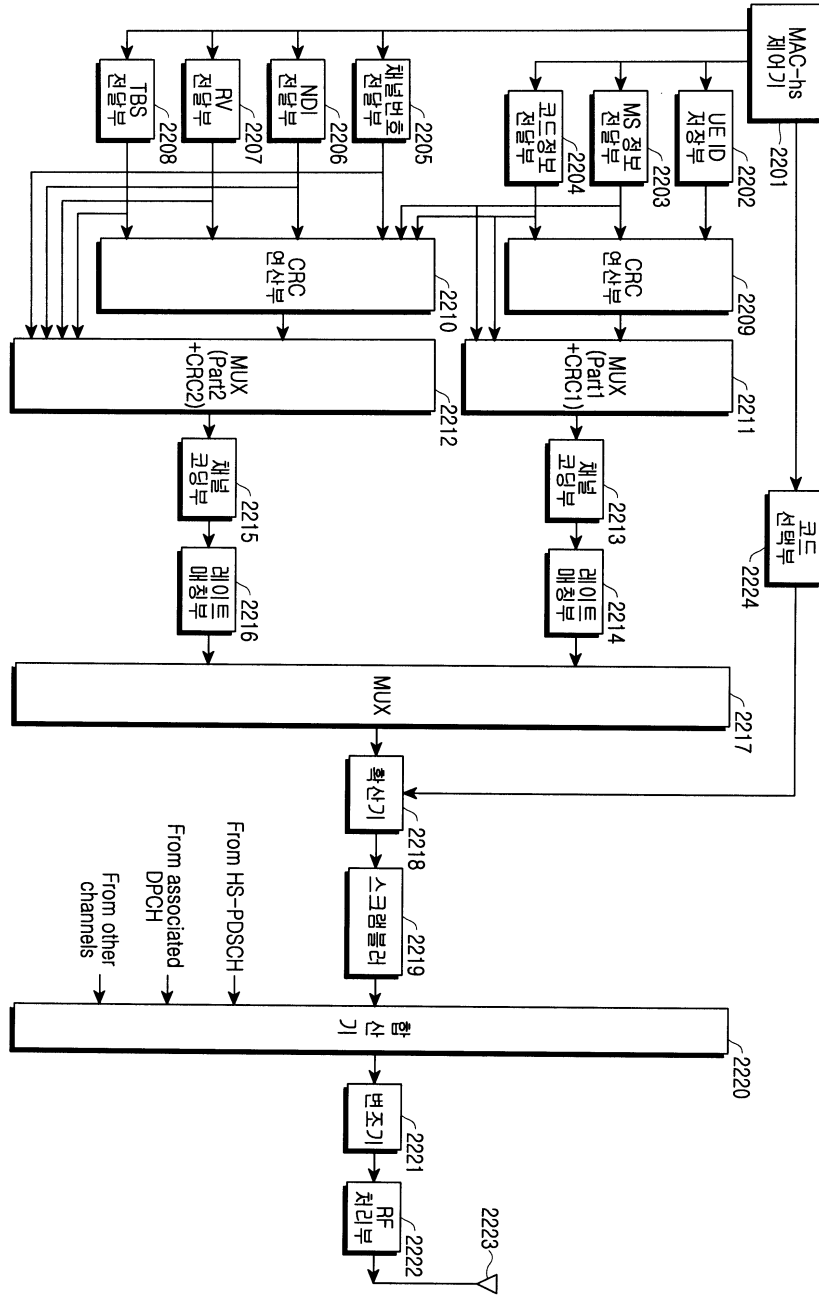 MAC-hs
제어기
2201
UE ID
저장부
2202
MS 정보
전달부
2203
코드정보
전달부
2204
채널번호
전달부
2205
NDI
전달부
2206
RV
전달부
2207
TBS
전달부
2208
CRC
연산부
2209
CRC
연산부
2210
MUX
(Part1
+CRC1)
2211
MUX
(Part2
+CRC2)
2212
채널
코딩부
2213
레이트
매칭부
2214
채널
코딩부
2215
레이트
매칭부
2216
코드
선택부
2224
MUX
2217
확산기
2218
스크램블러
2219
From HS-PDSCH
From associated
DPCH
From other
channels
합
산
기
2220
변조기
2221
RF
처리부
2222
2223